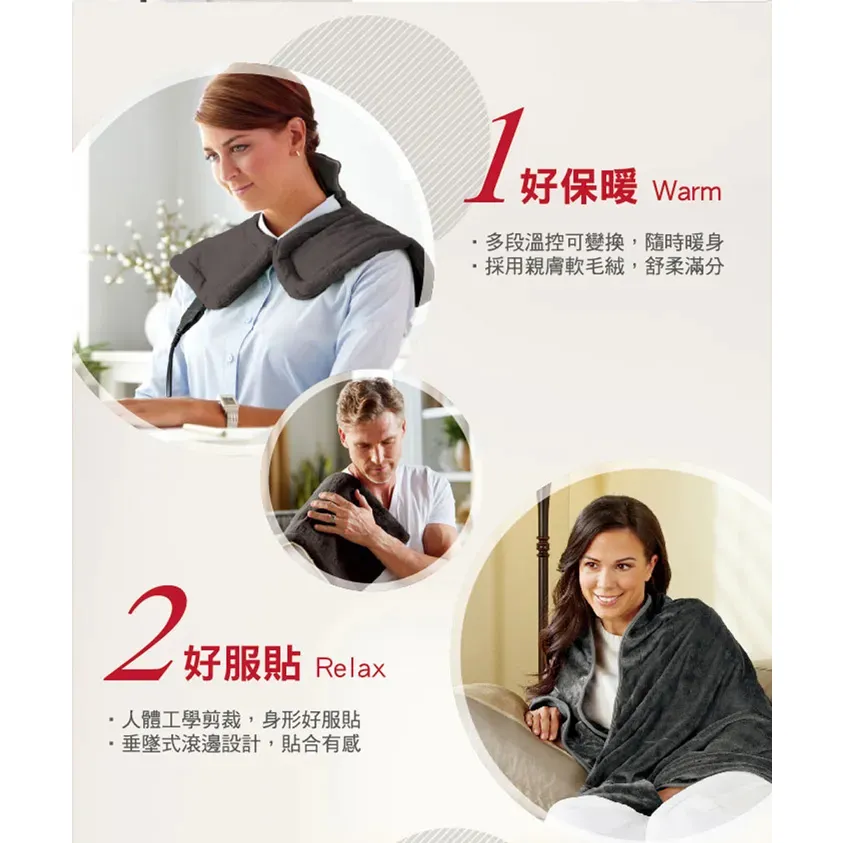 1 好保暖 Warm
・多段溫控可變換，隨時暖身
・採用親膚軟毛絨，舒柔滿分
2 好服貼 Relax
・人體工學剪裁，身形好服貼
・垂墜式滾邊設計，貼合有感